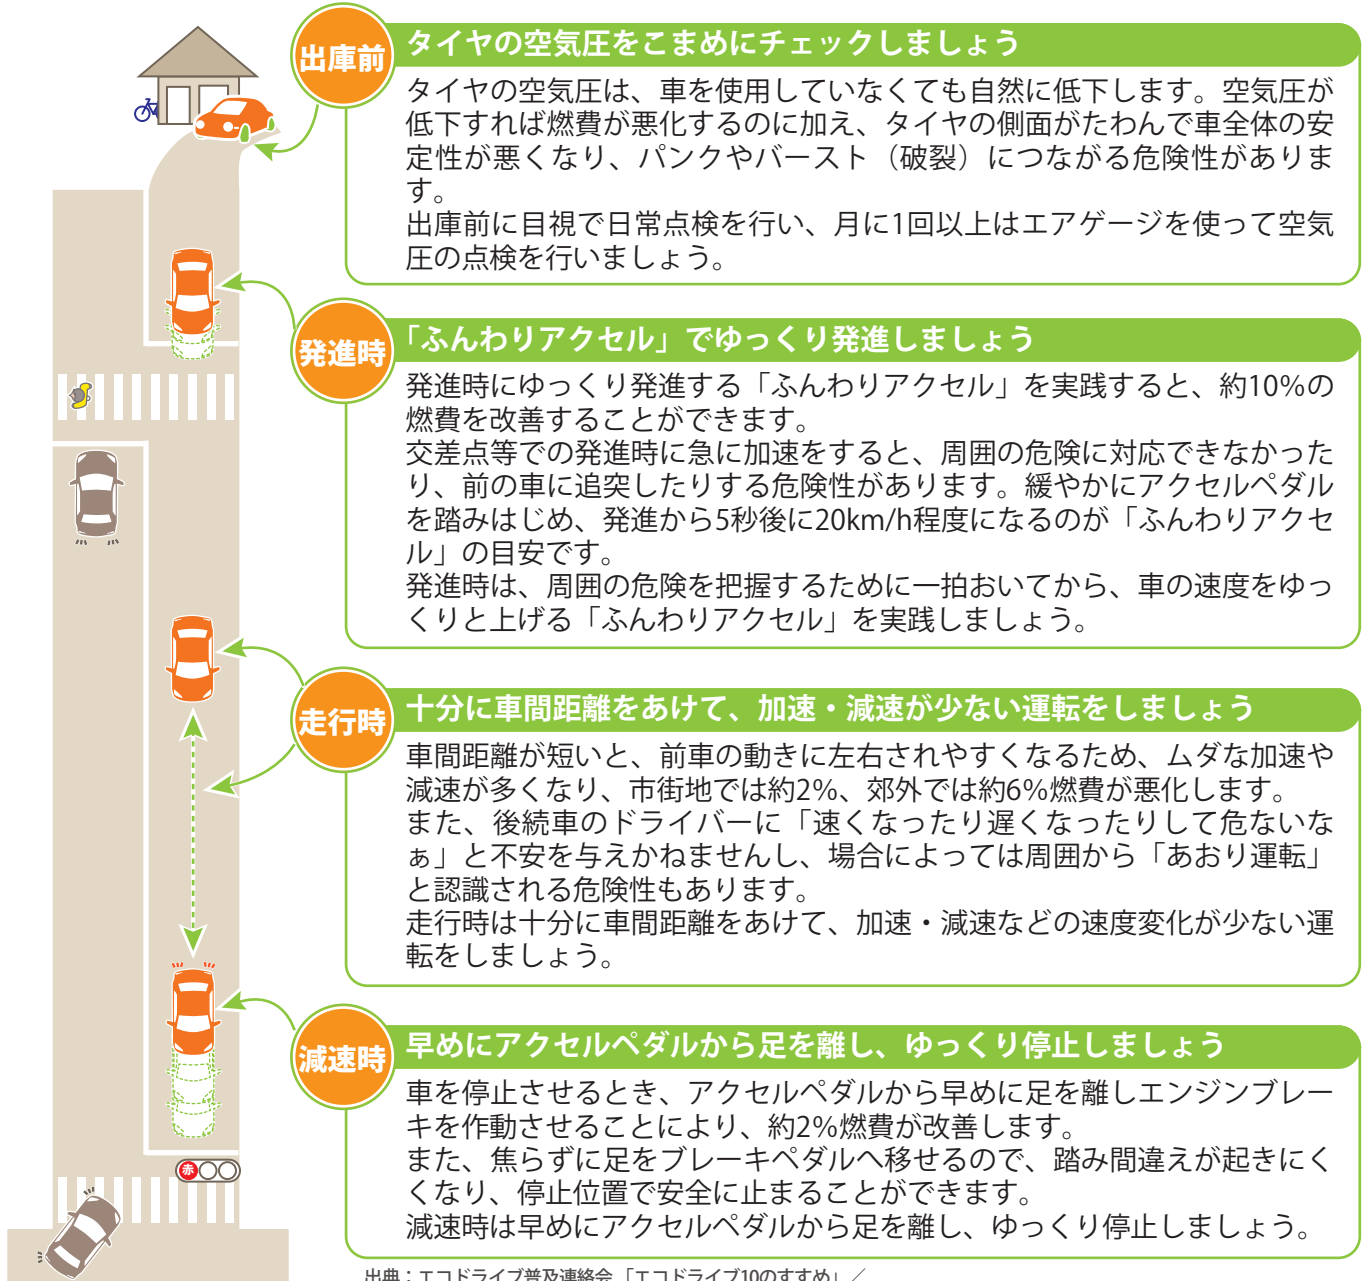 出庫前
タイヤの空気圧をこまめにチェックしましょう
タイヤの空気圧は、車を使用していなくても自然に低下します。空気圧が
低下すれば燃費が悪化するのに加え、タイヤの側面がたわんで車全体の安
定性が悪くなり、パンクやバースト（破裂）につながる危険性がありま
す。
出庫前に目視で日常点検を行い、月に1回以上はエアゲージを使って空気
圧の点検を行いましょう。
発進時
「ふんわりアクセル」でゆっくり発進しましょう
発進時にゆっくり発進する「ふんわりアクセル」を実践すると、約10%の
燃費を改善することができます。
交差点等での発進時に急に加速をすると、周囲の危険に対応できなかった
り、前の車に追突したりする危険性があります。緩やかにアクセルペダル
を踏みはじめ、発進から5秒後に20km/h程度になるのが「ふんわりアクセ
ル」の目安です。
発進時は、周囲の危険を把握するために一拍おいてから、車の速度をゆっ
くりと上げる「ふんわりアクセル」を実践しましょう。
走行時
十分に車間距離をあけて、加速・減速が少ない運転をしましょう
車間距離が短いと、前車の動きに左右されやすくなるため、ムダな加速や
減速が多くなり、市街地では約2%、郊外では約6%燃費が悪化します。
また、後続車のドライバーに「速くなったり遅くなったりして危ないな
ぁ」と不安を与えかねませんし、場合によっては周囲から「あおり運転」
と認識される危険性もあります。
走行時は十分に車間距離をあけて、加速・減速などの速度変化が少ない運
転をしましょう。
減速時
早めにアクセルペダルから足を離し、ゆっくり停止しましょう
車を停止させるとき、アクセルペダルから早めに足を離しエンジンブレー
キを作動させることにより、約2%燃費が改善します。
また、焦らずに足をブレーキペダルへ移せるので、踏み間違えが起きにく
くなり、停止位置で安全に止まることができます。
減速時は早めにアクセルペダルから足を離し、ゆっくり停止しましょう。
赤
出典：エコドライブ普及連絡会 「エコドライブ10のすすめ」／